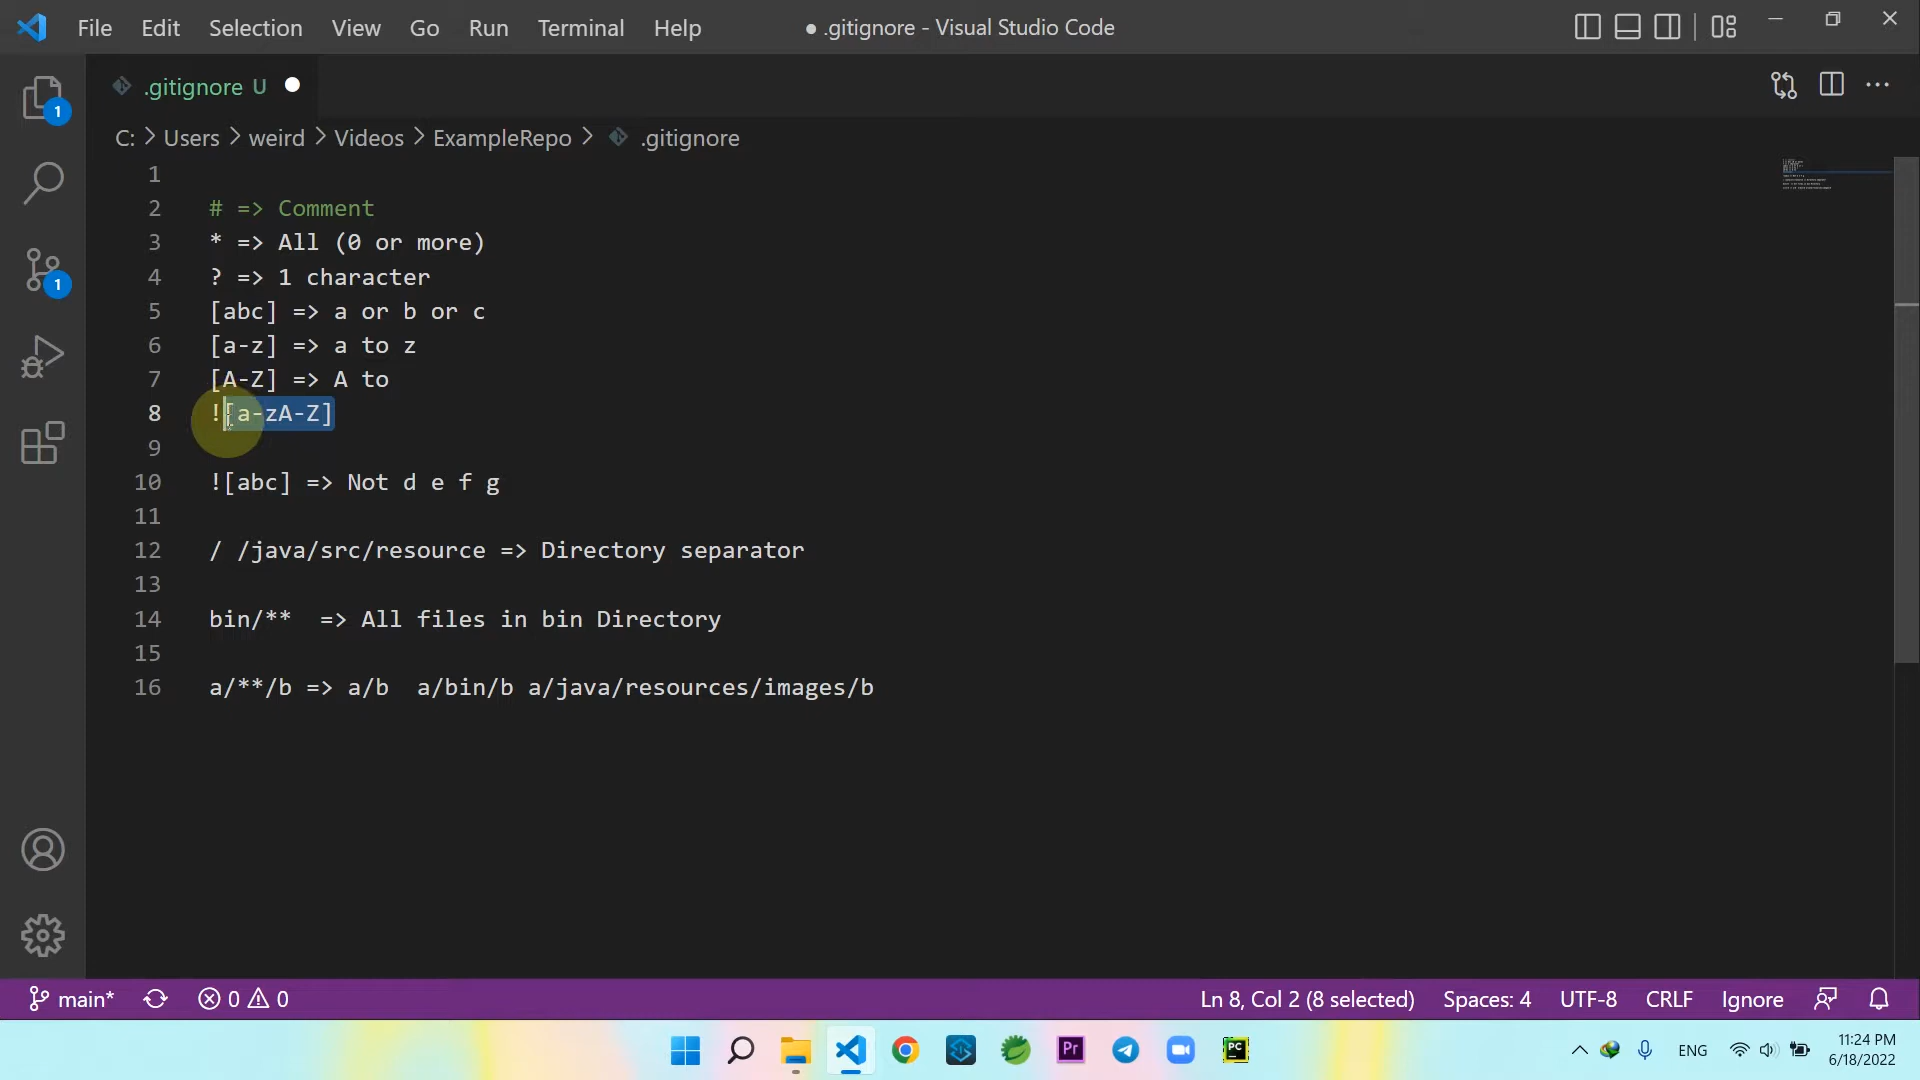 File Edit Selection View Go Run Terminal Help
● .gitignore - Visual Studio Code
.gitignore U
1
C: > Users > weird > Videos > ExampleRepo > .gitignore
1
2 # => Comment
3 * => All (0 or more)
4 ? => 1 character
5 [abc] => a or b or c
6 [a-z] => a to z
7 [A-Z] => A to
8 ![a-zA-Z]
9
10 ![abc] => Not d e f g
11
12 / /java/src/resource => Directory separator
13
14 bin/** => All files in bin Directory
15
16 a/**/b => a/b a/bin/b a/java/resources/images/b
1
main* 0 0 Ln 8, Col 2 (8 selected) Spaces: 4 UTF-8 CRLF Ignore
Pr
PC
ENG
11:24 PM
6/18/2022